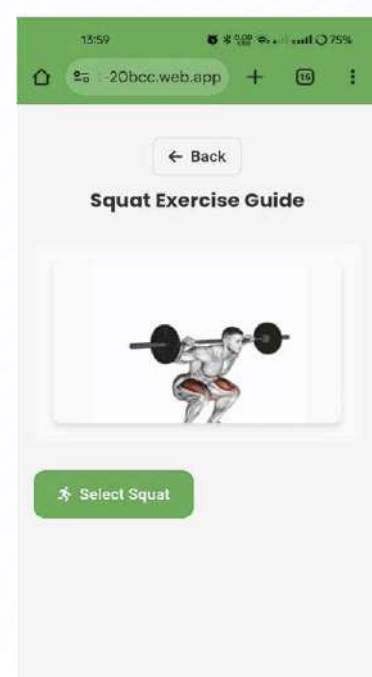 13:59 75%
-20bcc.web.app 16
← Back
Squat Exercise Guide
Select Squat